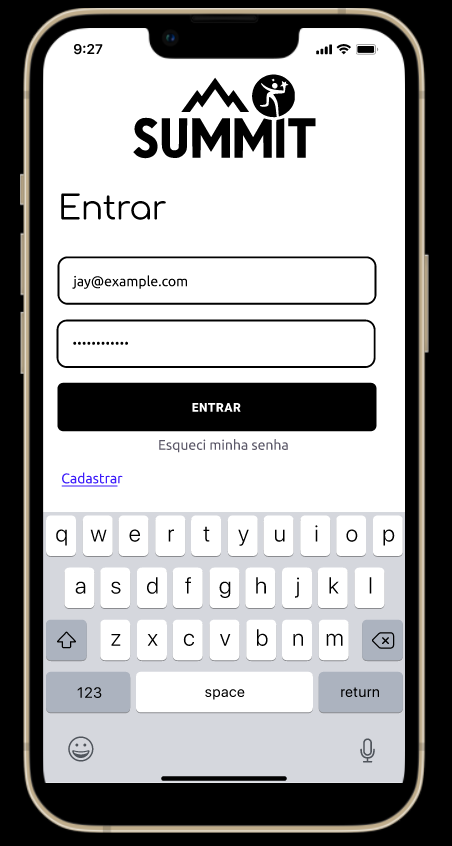 9:27
SUMMIT
Entrar
jay@example.com
••••••••••••
ENTRAR
Esqueci minha senha
Cadastrar
q w e r t y u i o p
a s d f g h j k l
z x c v b n m
123 space return